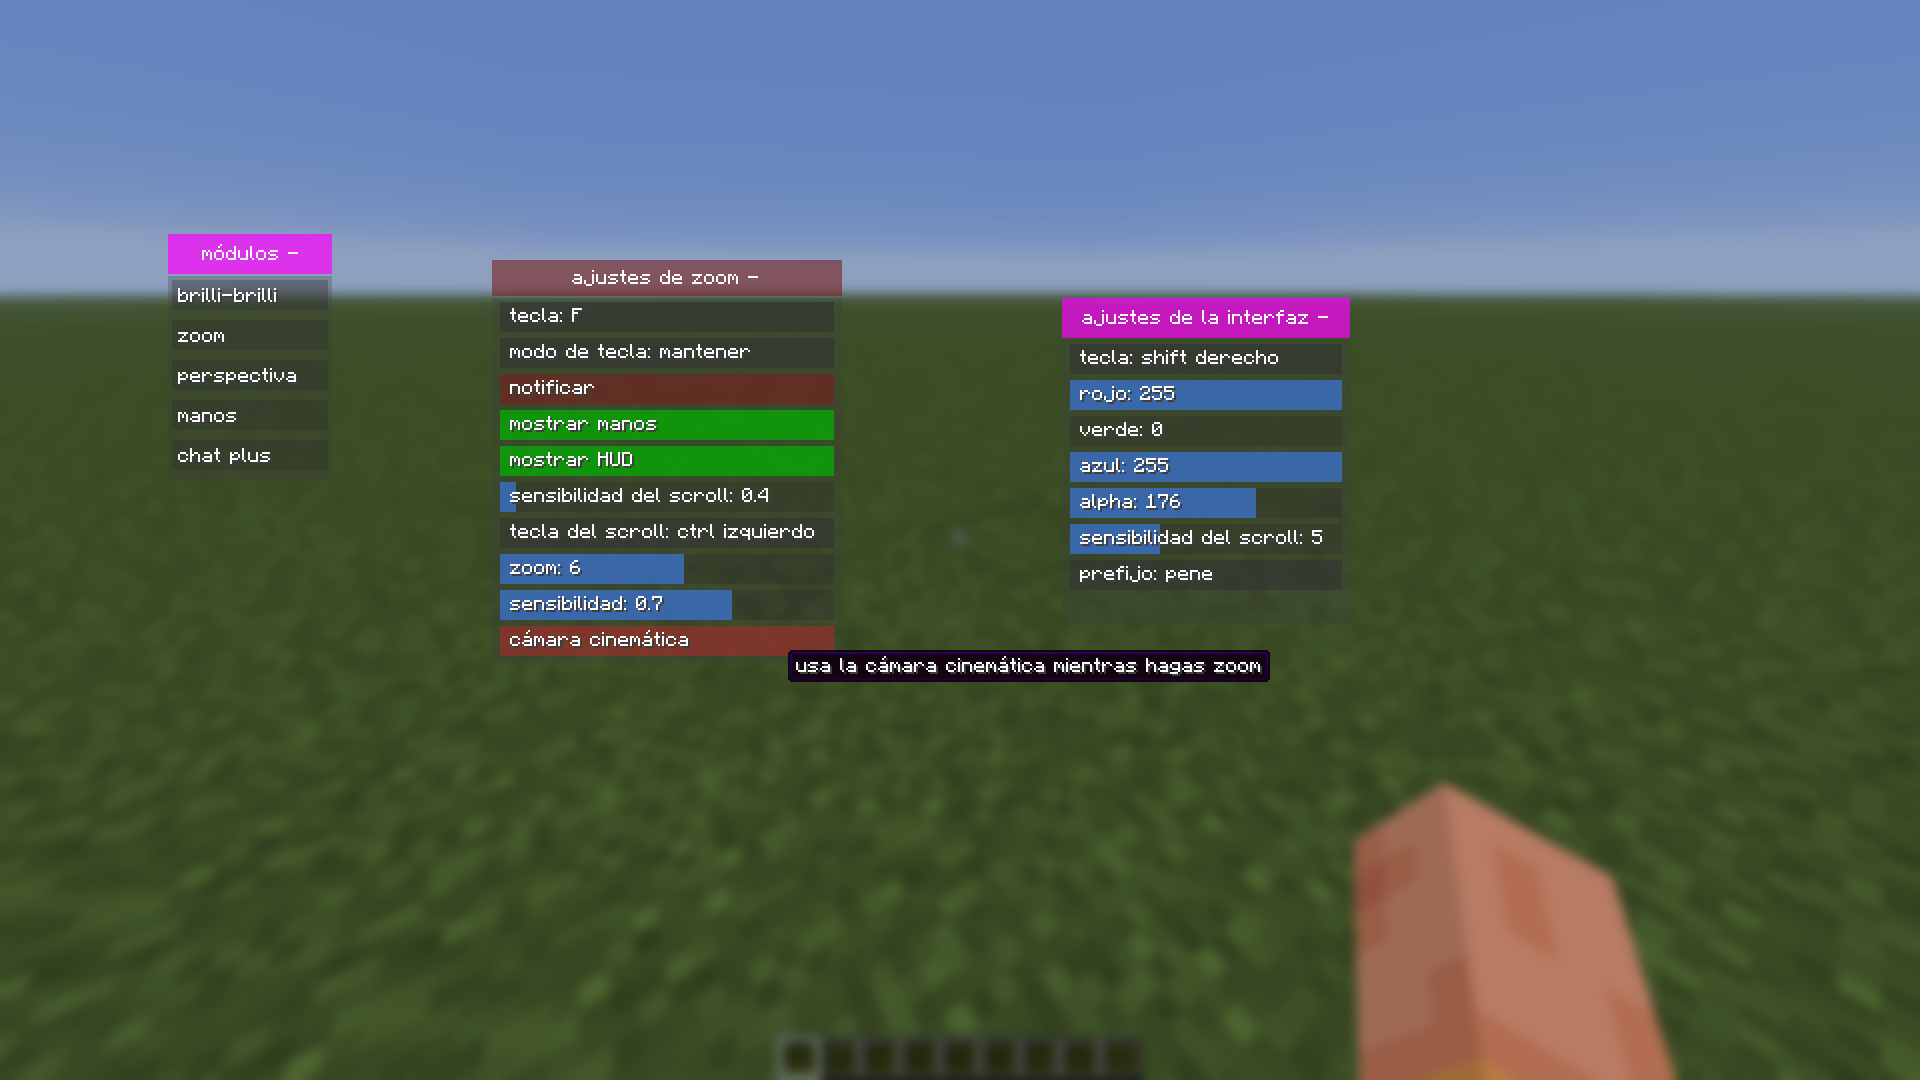 módulos -
brilli-brilli
zoom
perspectiva
manos
chat plus
ajustes de zoom -
tecla: F
modo de tecla: mantener
notificar
mostrar manos
mostrar HUD
sensibilidad del scroll: 0.4
tecla del scroll: ctrl izquierdo
zoom: 6
sensibilidad: 0.7
cámara cinemática
usa la cámara cinemática mientras hagas zoom
ajustes de la interfaz -
tecla: shift derecho
rojo: 255
verde: 0
azul: 255
alpha: 176
sensibilidad del scroll: 5
prefijo: pene